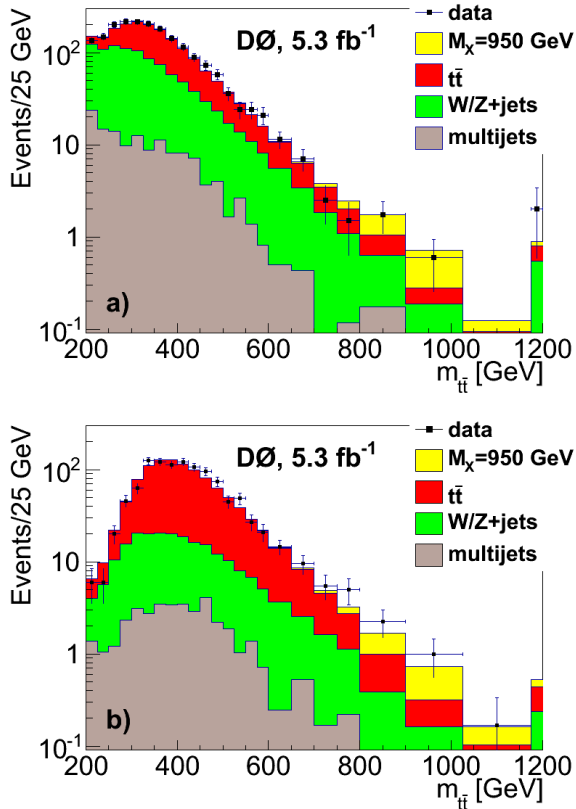 Events/25 GeV
10²
10
1
10⁻¹
DØ, 5.3 fb⁻¹
data
Mₓ=950 GeV
tt̄
W/Z+jets
multijets
a)
200 400 600 800 1000 1200
m_tt̄ [GeV]
Events/25 GeV
10²
10
1
10⁻¹
DØ, 5.3 fb⁻¹
data
Mₓ=950 GeV
tt̄
W/Z+jets
multijets
b)
200 400 600 800 1000 1200
m_tt̄ [GeV]